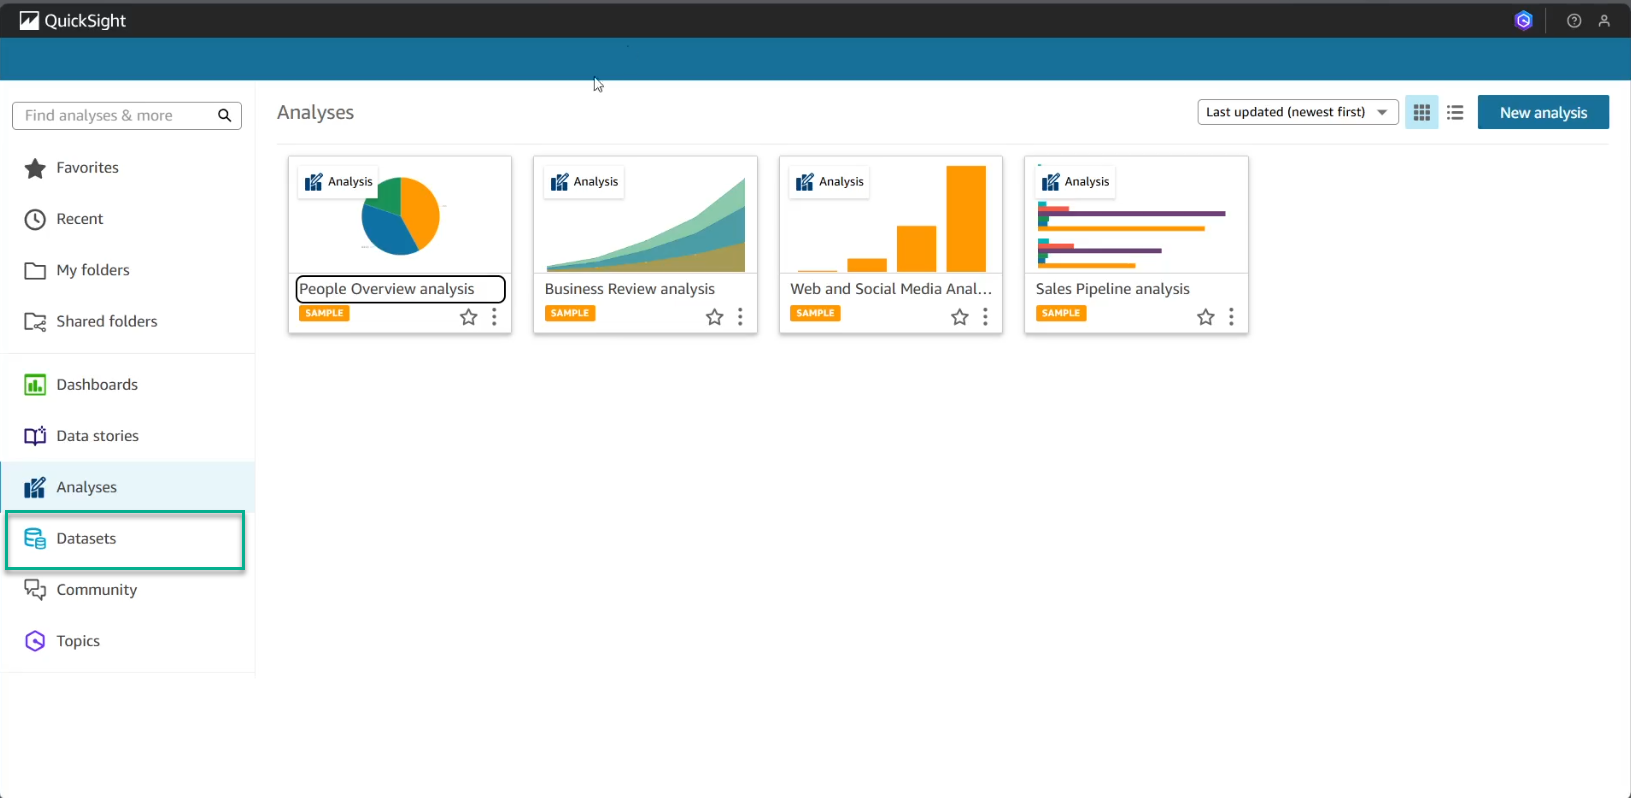 QuickSight
Find analyses & more
Analyses
Last updated (newest first)
New analysis
Favorites
Recent
My folders
Shared folders
Dashboards
Data stories
Analyses
Datasets
Community
Topics
Analysis
People Overview analysis
SAMPLE
Analysis
Business Review analysis
SAMPLE
Analysis
Web and Social Media Anal...
SAMPLE
Analysis
Sales Pipeline analysis
SAMPLE